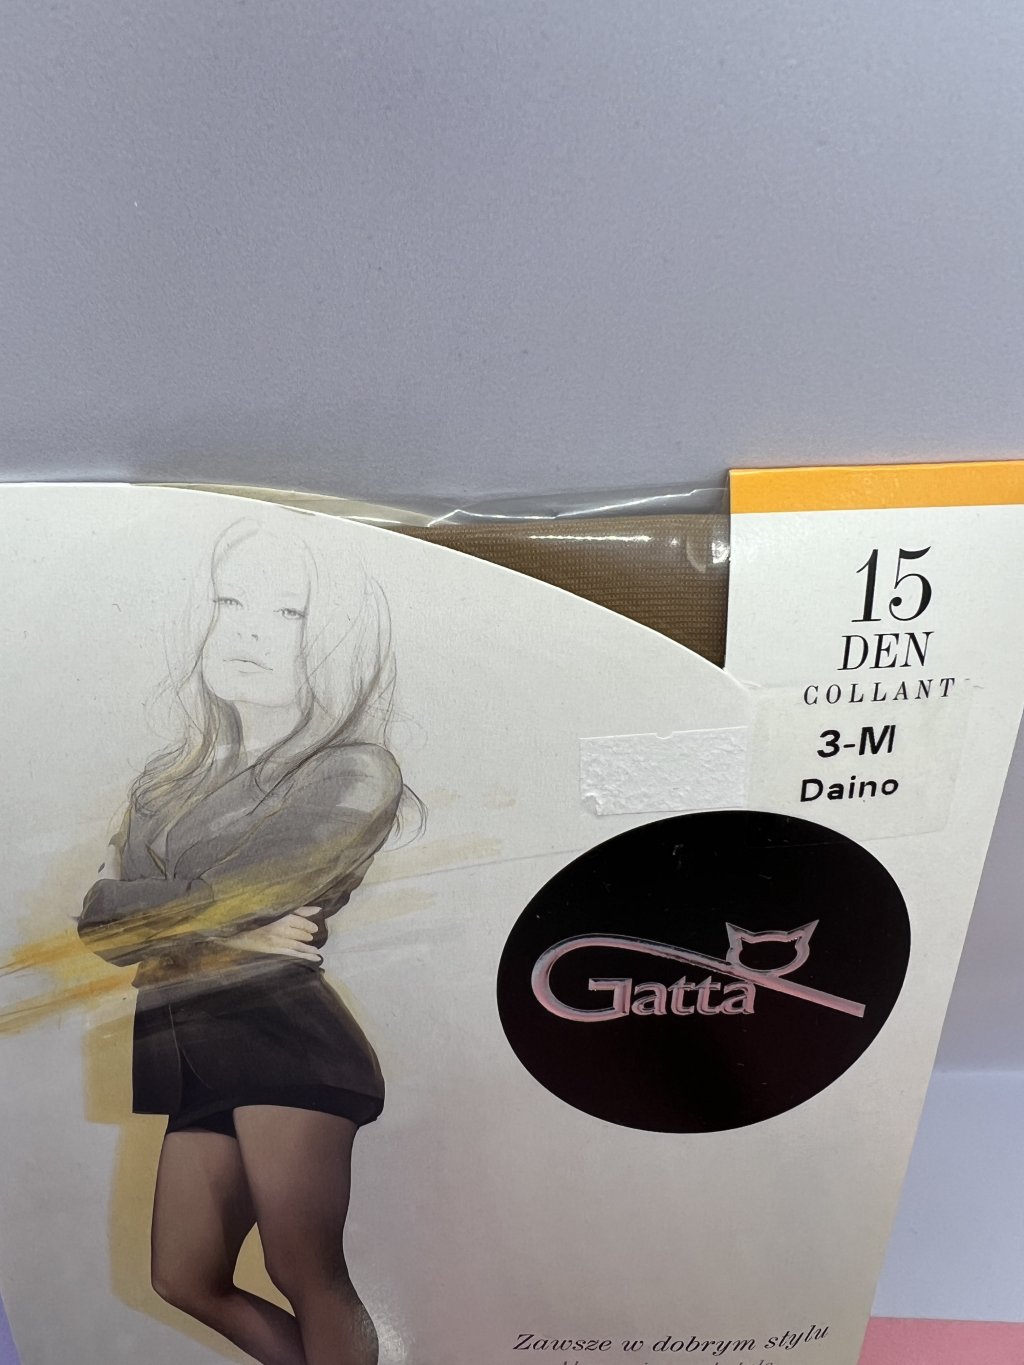 15
DEN
COLLANT
3-M
Daino
Gatta
Zawsze w dobrym stylu